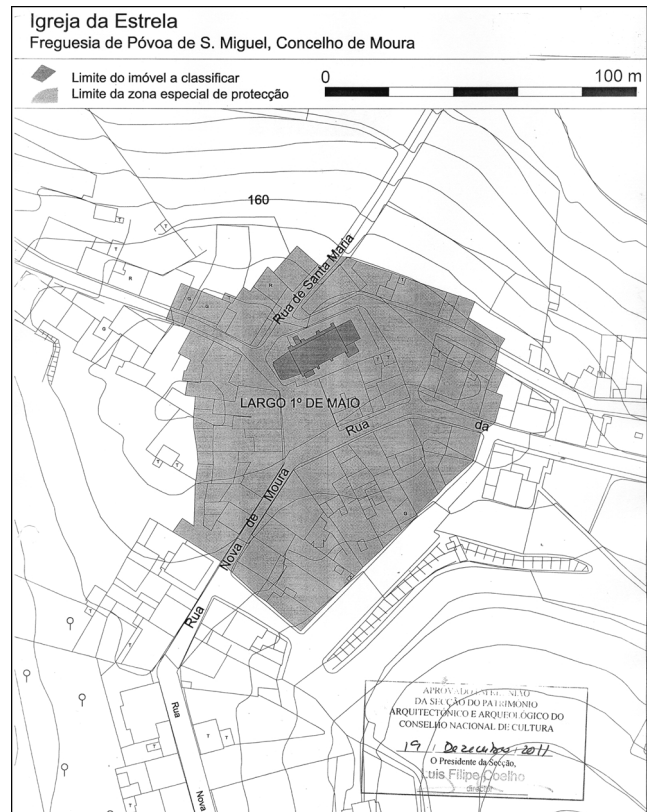 Igreja da Estrela
Freguesia de Póvoa de S. Miguel, Concelho de Moura
Limite do imóvel a classificar
Limite da zona especial de protecção
0
100 m
160
Rua de Santa Maria
LARGO 1º DE MAIO
Rua
da
Rua
Nova
de
Moura
Rua
Nova
APROVADO EM REUNIÃO
DA SECÇÃO DO PATRIMÓNIO
ARQUITECTÓNICO E ARQUEOLÓGICO DO
CONSELHO NACIONAL DE CULTURA
19 Dezembro 2011
O Presidente da Secção,
Luis Filipe Coelho
director